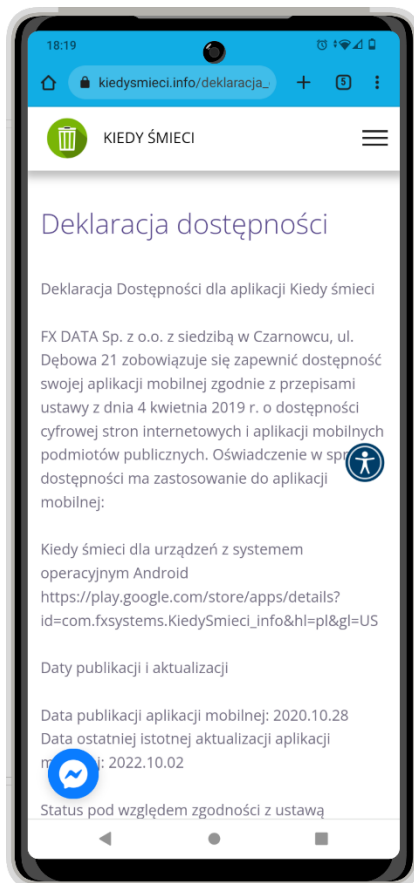 18:19
kiedysmieci.info/deklaracja_
5
KIEDY ŚMIECI
Deklaracja dostępności
Deklaracja Dostępności dla aplikacji Kiedy śmieci
FX DATA Sp. z o.o. z siedzibą w Czarnowcu, ul.
Dębowa 21 zobowiązuje się zapewnić dostępność
swojej aplikacji mobilnej zgodnie z przepisami
ustawy z dnia 4 kwietnia 2019 r. o dostępności
cyfrowej stron internetowych i aplikacji mobilnych
podmiotów publicznych. Oświadczenie w
dostępności ma zastosowanie do aplikacji
mobilnej:
Kiedy śmieci dla urządzeń z systemem
operacyjnym Android
https://play.google.com/store/apps/details?
id=com.fxsystems.KiedySmieci_info&hl=pl&gl=US
Daty publikacji i aktualizacji
Data publikacji aplikacji mobilnej: 2020.10.28
Data ostatniej istotnej aktualizacji aplikacji
: 2022.10.02
Status pod względem zgodności z ustawą